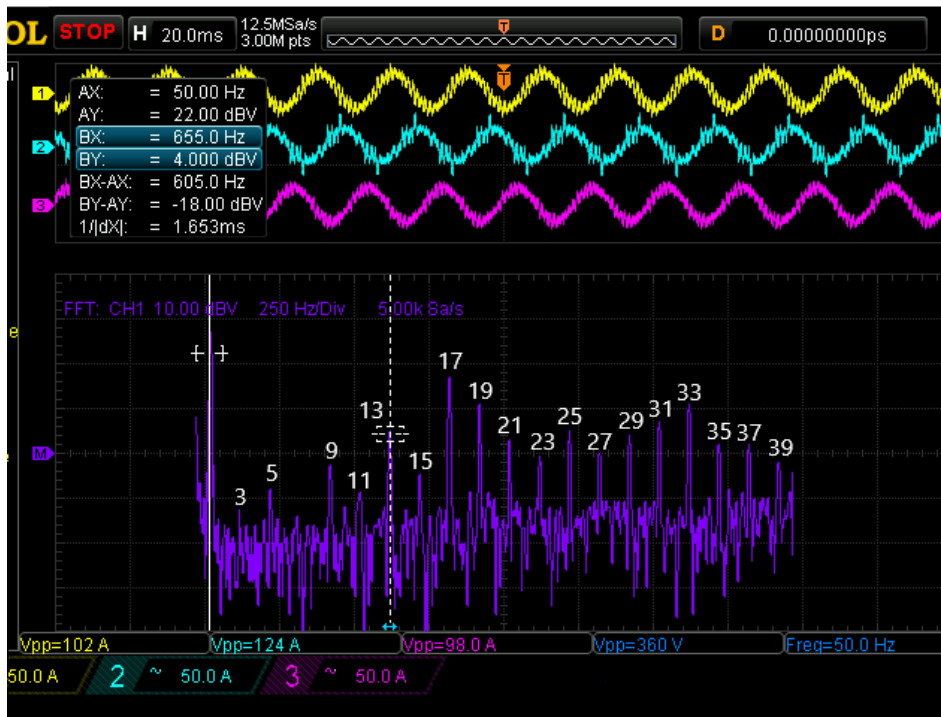 OL STOP H 20.0ms 12.5MSa/s 3.00M pts T D 0.00000000ps
1 T
AX: = 50.00 Hz
AY: = 22.00 dBV
2 BX: = 655.0 Hz
BY: = 4.000 dBV
BX-AX: = 605.0 Hz
3 BY-AY: = -18.00 dBV
1/|dX|: = 1.653ms
FFT: CH1 10.00 dBV 250 Hz/Div 5.00k Sa/s
M 3 5 9 11 13 15 17 19 21 23 25 27 29 31 33 35 37 39
Vpp=102 A Vpp=124 A Vpp=98.0 A Vpp=360 V Freq=50.0 Hz
50.0 A 2 ~ 50.0 A 3 ~ 50.0 A